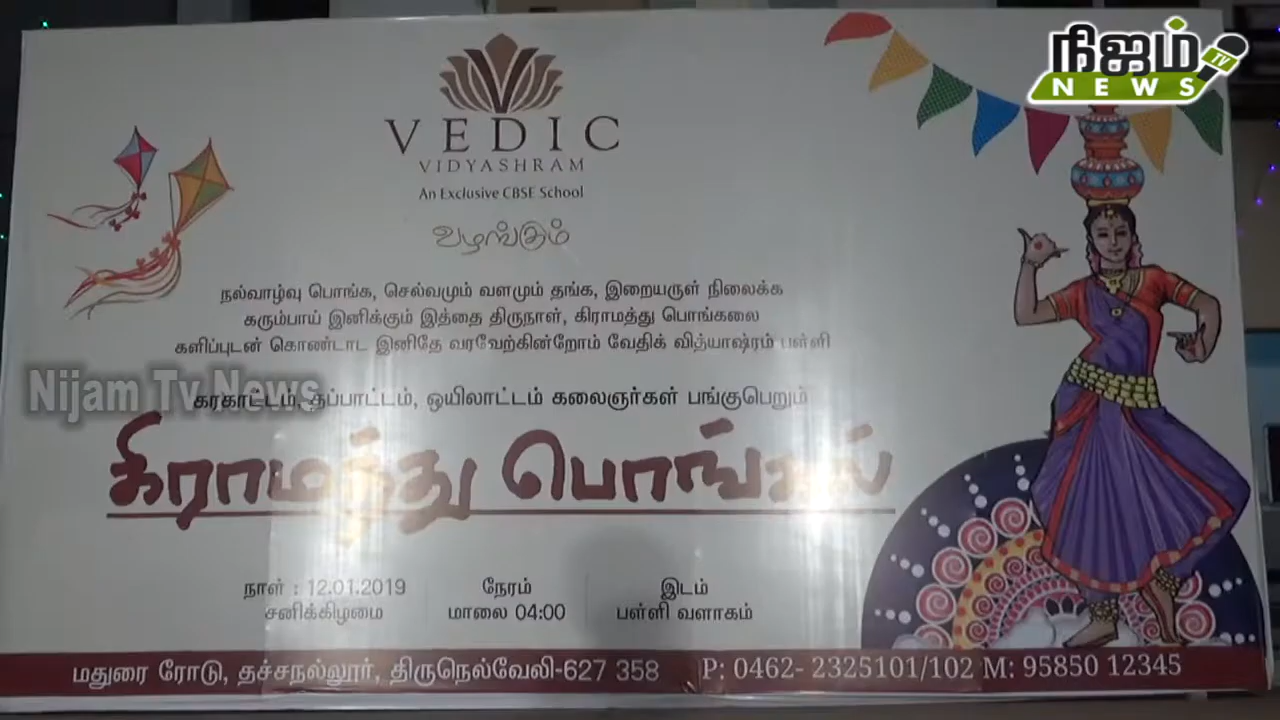 நிஜம்
TV
NEWS
VEDIC
VIDYASHRAM
An Exclusive CBSE School
வழங்கும்
நல்வாழ்வு பொங்க, செல்வமும் வளமும் தங்க, இறையருள் நிலைக்க
கரும்பாய் இனிக்கும் இத்தை திருநாள், கிராமத்து பொங்கலை
களிப்புடன் கொண்டாட இனிதே வரவேற்கின்றோம் வேதிக் வித்யாஷ்ரம் பள்ளி
Nijam Tv News
கரகாட்டம், தப்பாட்டம், ஒயிலாட்டம் கலைஞர்கள் பங்குபெறும்
கிராமத்து பொங்கல்
நாள் : 12.01.2019 நேரம் இடம்
சனிக்கிழமை மாலை 04:00 பள்ளி வளாகம்
மதுரை ரோடு, தச்சநல்லூர், திருநெல்வேலி-627 358 P: 0462- 2325101/102 M: 95850 12345